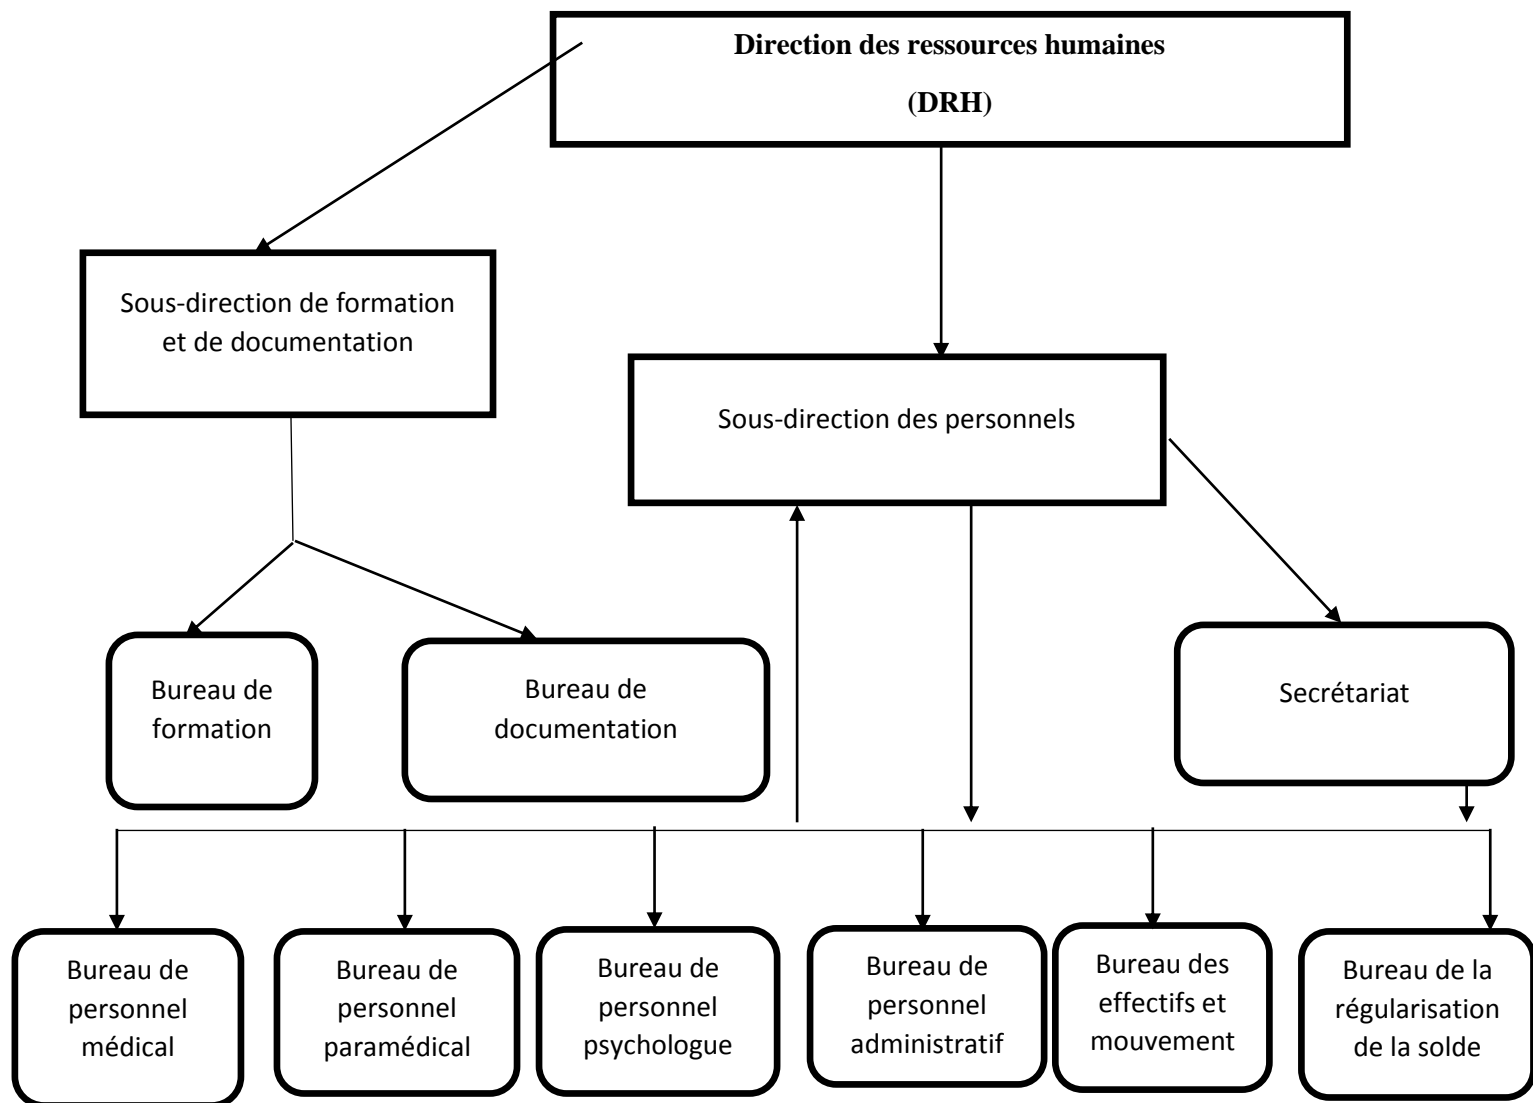 Direction des ressources humaines
(DRH)
Sous-direction de formation
et de documentation
Sous-direction des personnels
Bureau de
formation
Bureau de
documentation
Secrétariat
Bureau de
personnel
médical
Bureau de
personnel
paramédical
Bureau de
personnel
psychologue
Bureau de
personnel
administratif
Bureau des
effectifs et
mouvement
Bureau de la
régularisation
de la solde